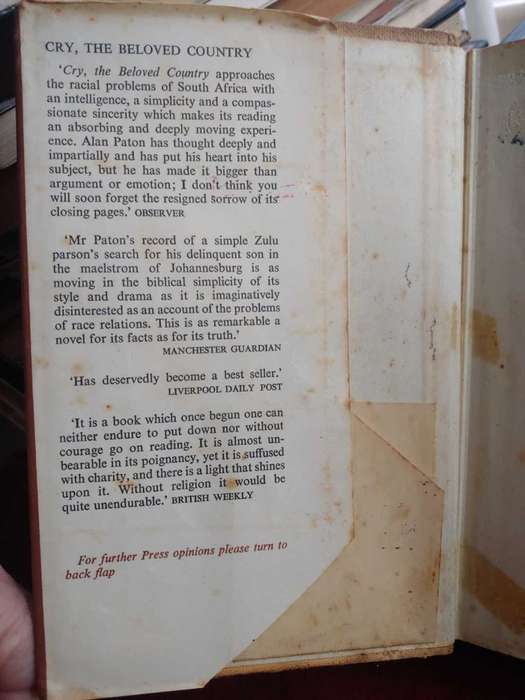 CRY, THE BELOVED COUNTRY
'Cry, the Beloved Country approaches
the racial problems of South Africa with
an intelligence, a simplicity and a compas-
sionate sincerity which makes its reading
an absorbing and deeply moving experi-
ence. Alan Paton has thought deeply and
impartially and has put his heart into his
subject, but he has made it bigger than
argument or emotion; I don't think you
will soon forget the resigned sorrow of its
closing pages.' OBSERVER
'Mr Paton's record of a simple Zulu
parson's search for his delinquent son in
the maelstrom of Johannesburg is as
moving in the biblical simplicity of its
style and drama as it is imaginatively
disinterested as an account of the problems
of race relations. This is as remarkable a
novel for its facts as for its truth.'
MANCHESTER GUARDIAN
'Has deservedly become a best seller.'
LIVERPOOL DAILY POST
'It is a book which once begun one can
neither endure to put down nor without
courage go on reading. It is almost un-
bearable in its poignancy, yet it is suffused
with charity, and there is a light that shines
upon it. Without religion it would be
quite unendurable.' BRITISH WEEKLY
For further Press opinions please turn to
back flap